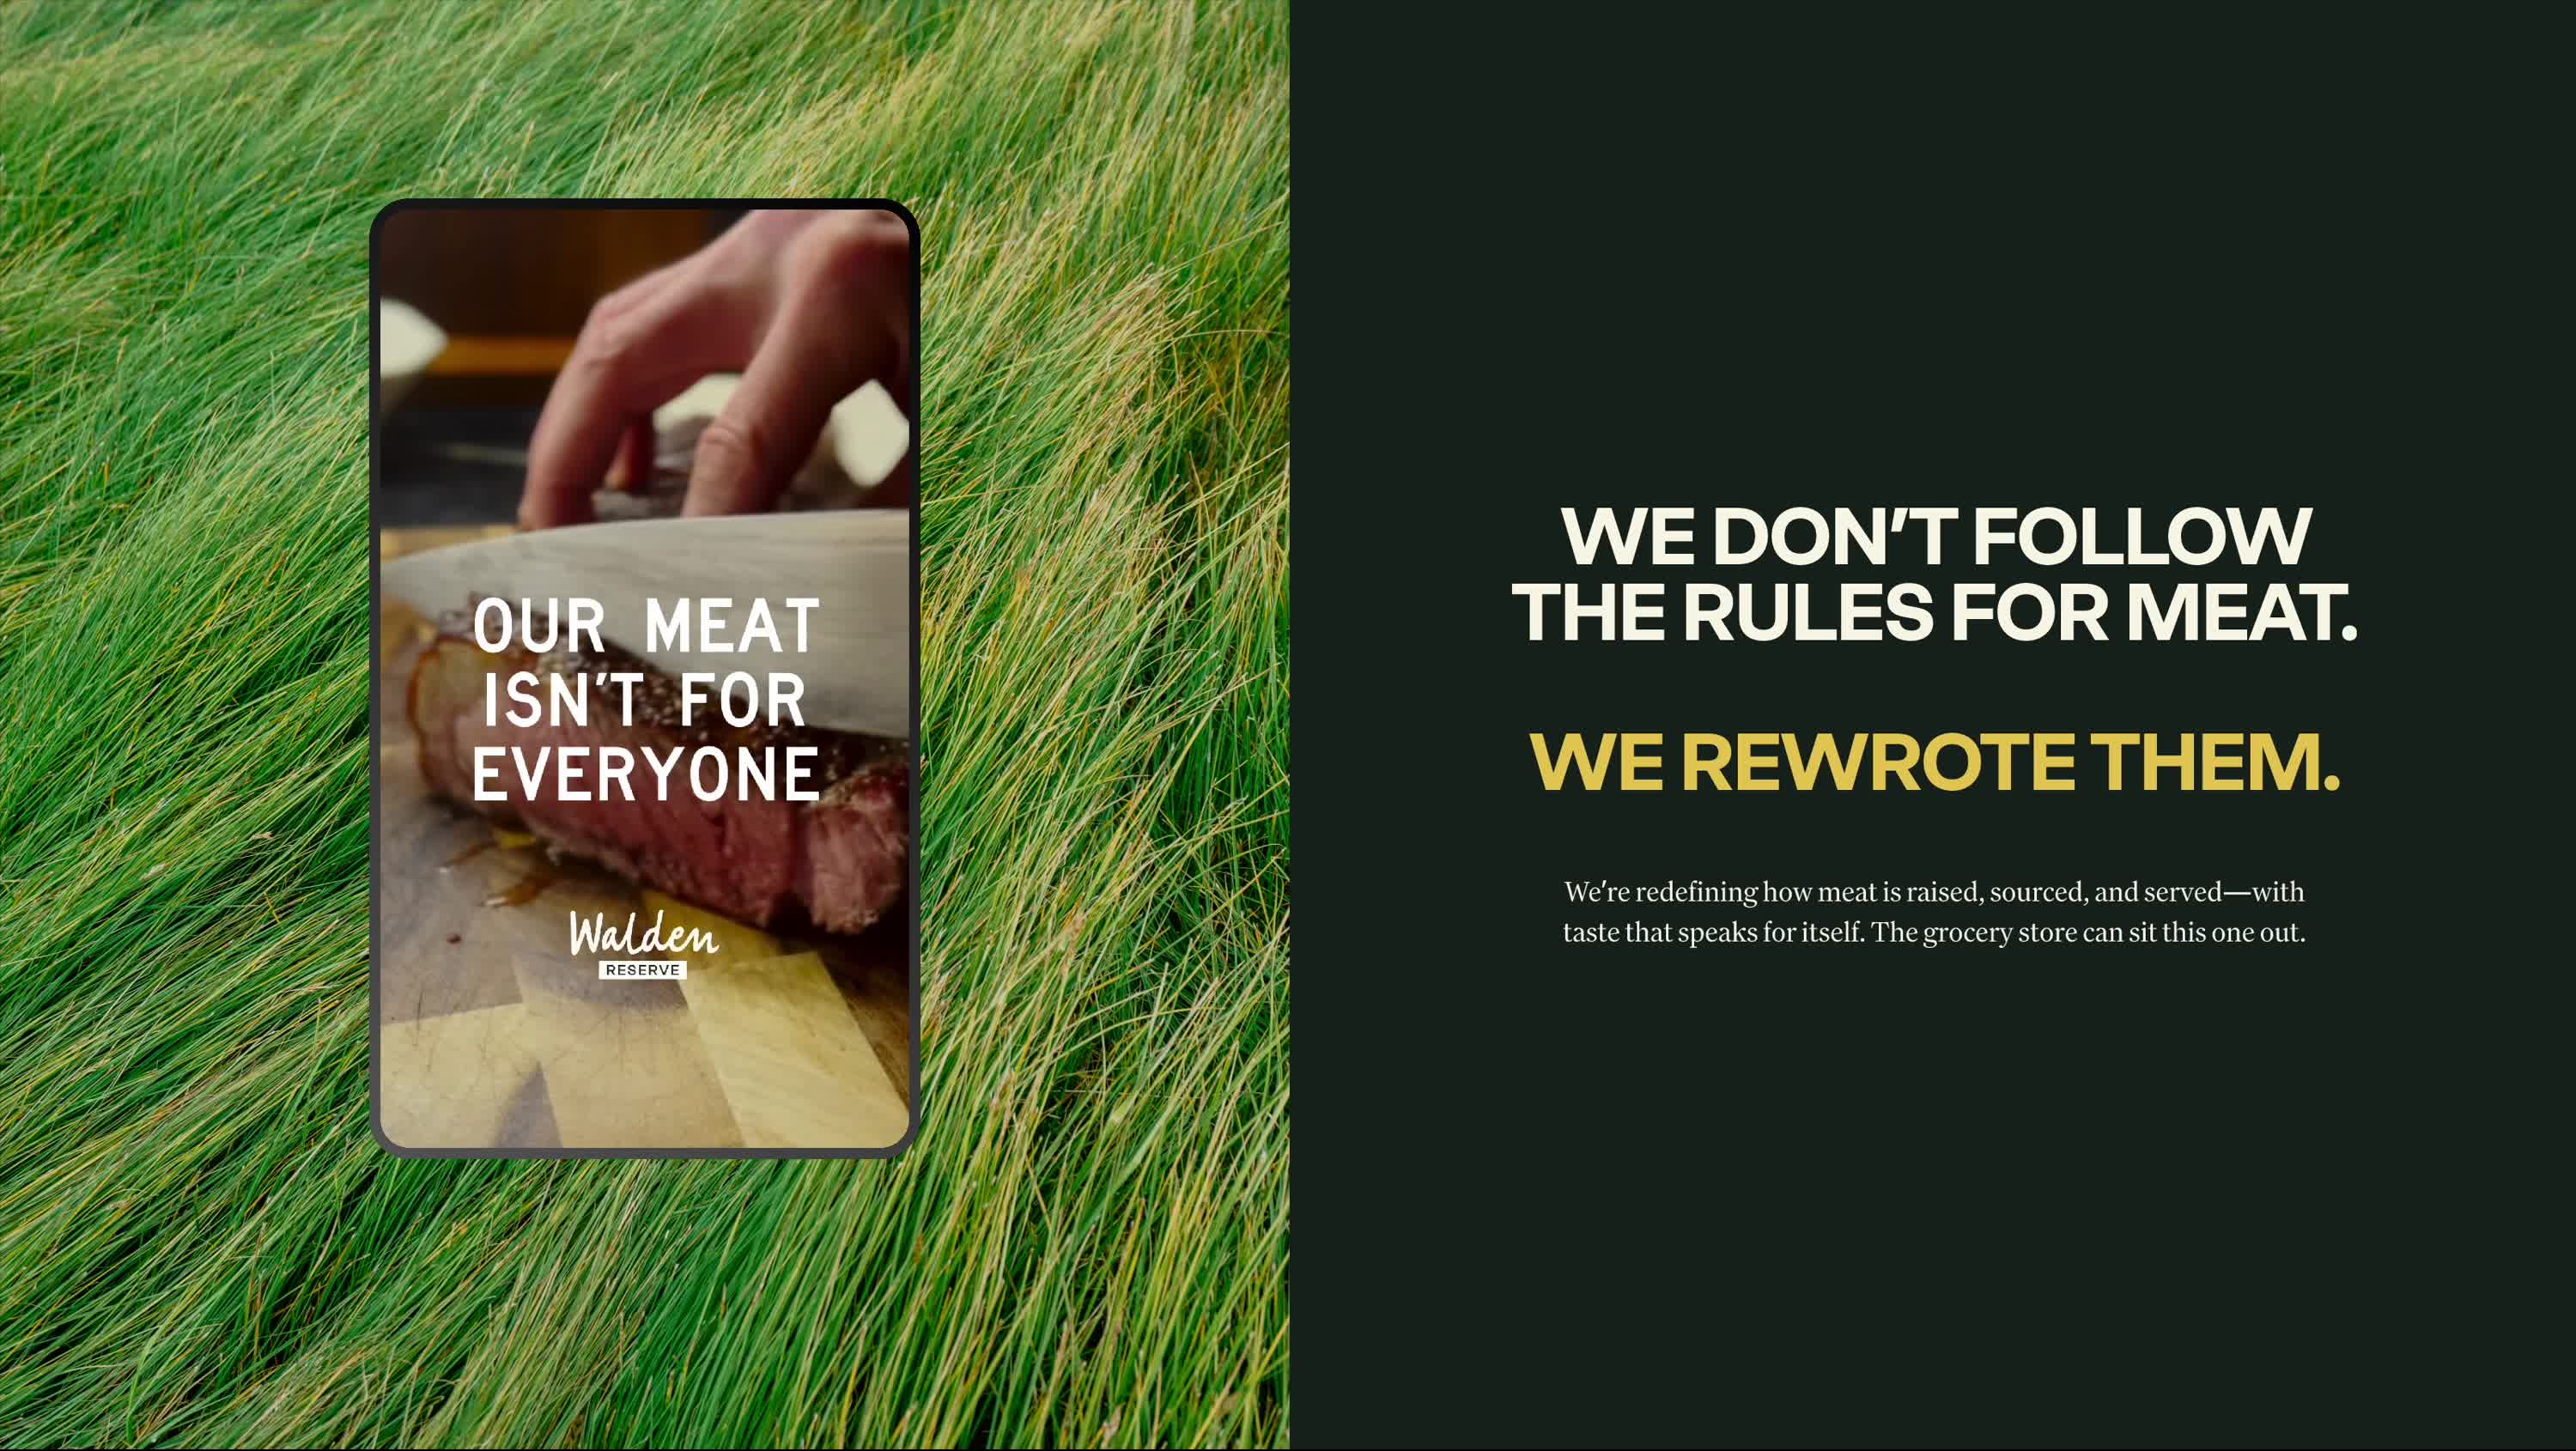 OUR MEAT
ISN'T FOR
EVERYONE
Walden
RESERVE
WE DON'T FOLLOW
THE RULES FOR MEAT.
WE REWROTE THEM.
We're redefining how meat is raised, sourced, and served—with
taste that speaks for itself. The grocery store can sit this one out.